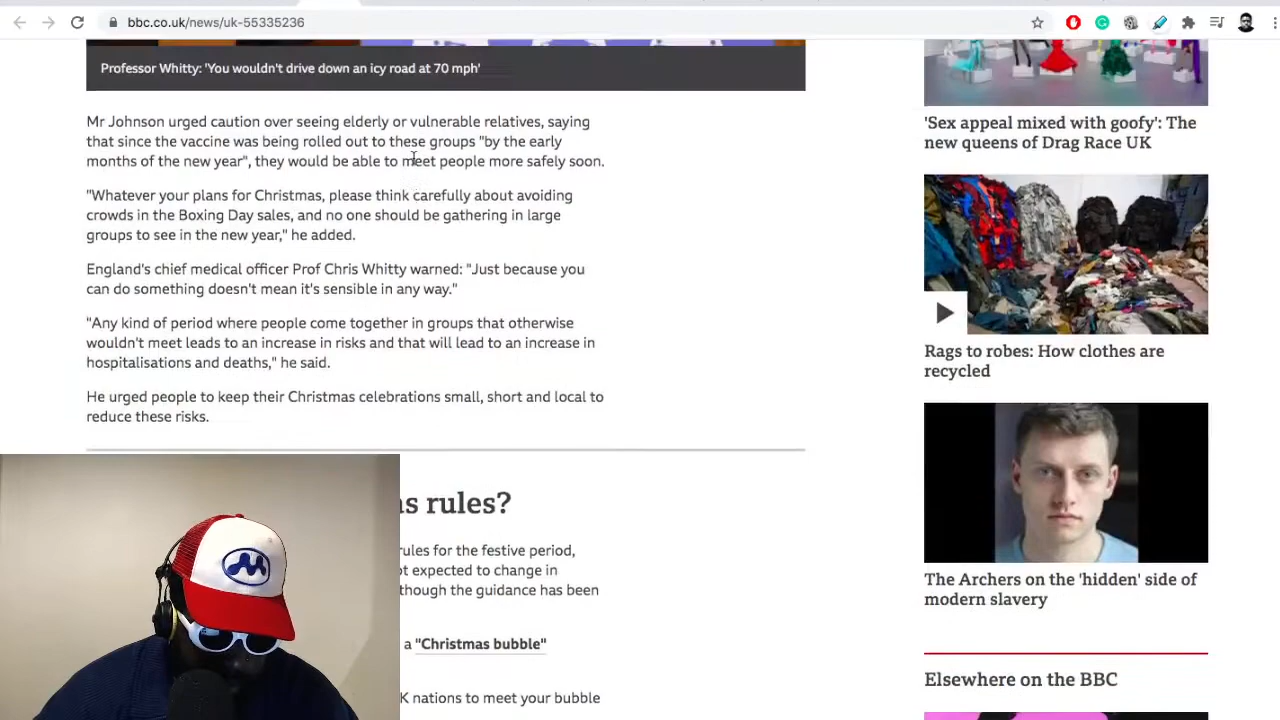 bbc.co.uk/news/uk-55335236
Professor Whitty: 'You wouldn't drive down an icy road at 70 mph'
Mr Johnson urged caution over seeing elderly or vulnerable relatives, saying
that since the vaccine was being rolled out to these groups "by the early
months of the new year", they would be able to meet people more safely soon.
"Whatever your plans for Christmas, please think carefully about avoiding
crowds in the Boxing Day sales, and no one should be gathering in large
groups to see in the new year," he added.
England's chief medical officer Prof Chris Whitty warned: "Just because you
can do something doesn't mean it's sensible in any way."
"Any kind of period where people come together in groups that otherwise
wouldn't meet leads to an increase in risks and that will lead to an increase in
hospitalisations and deaths," he said.
He urged people to keep their Christmas celebrations small, short and local to
reduce these risks.
rules?
rules for the festive period,
expected to change in
though the guidance has been
a "Christmas bubble"
nations to meet your bubble
'Sex appeal mixed with goofy': The
new queens of Drag Race UK
Rags to robes: How clothes are
recycled
The Archers on the 'hidden' side of
modern slavery
Elsewhere on the BBC